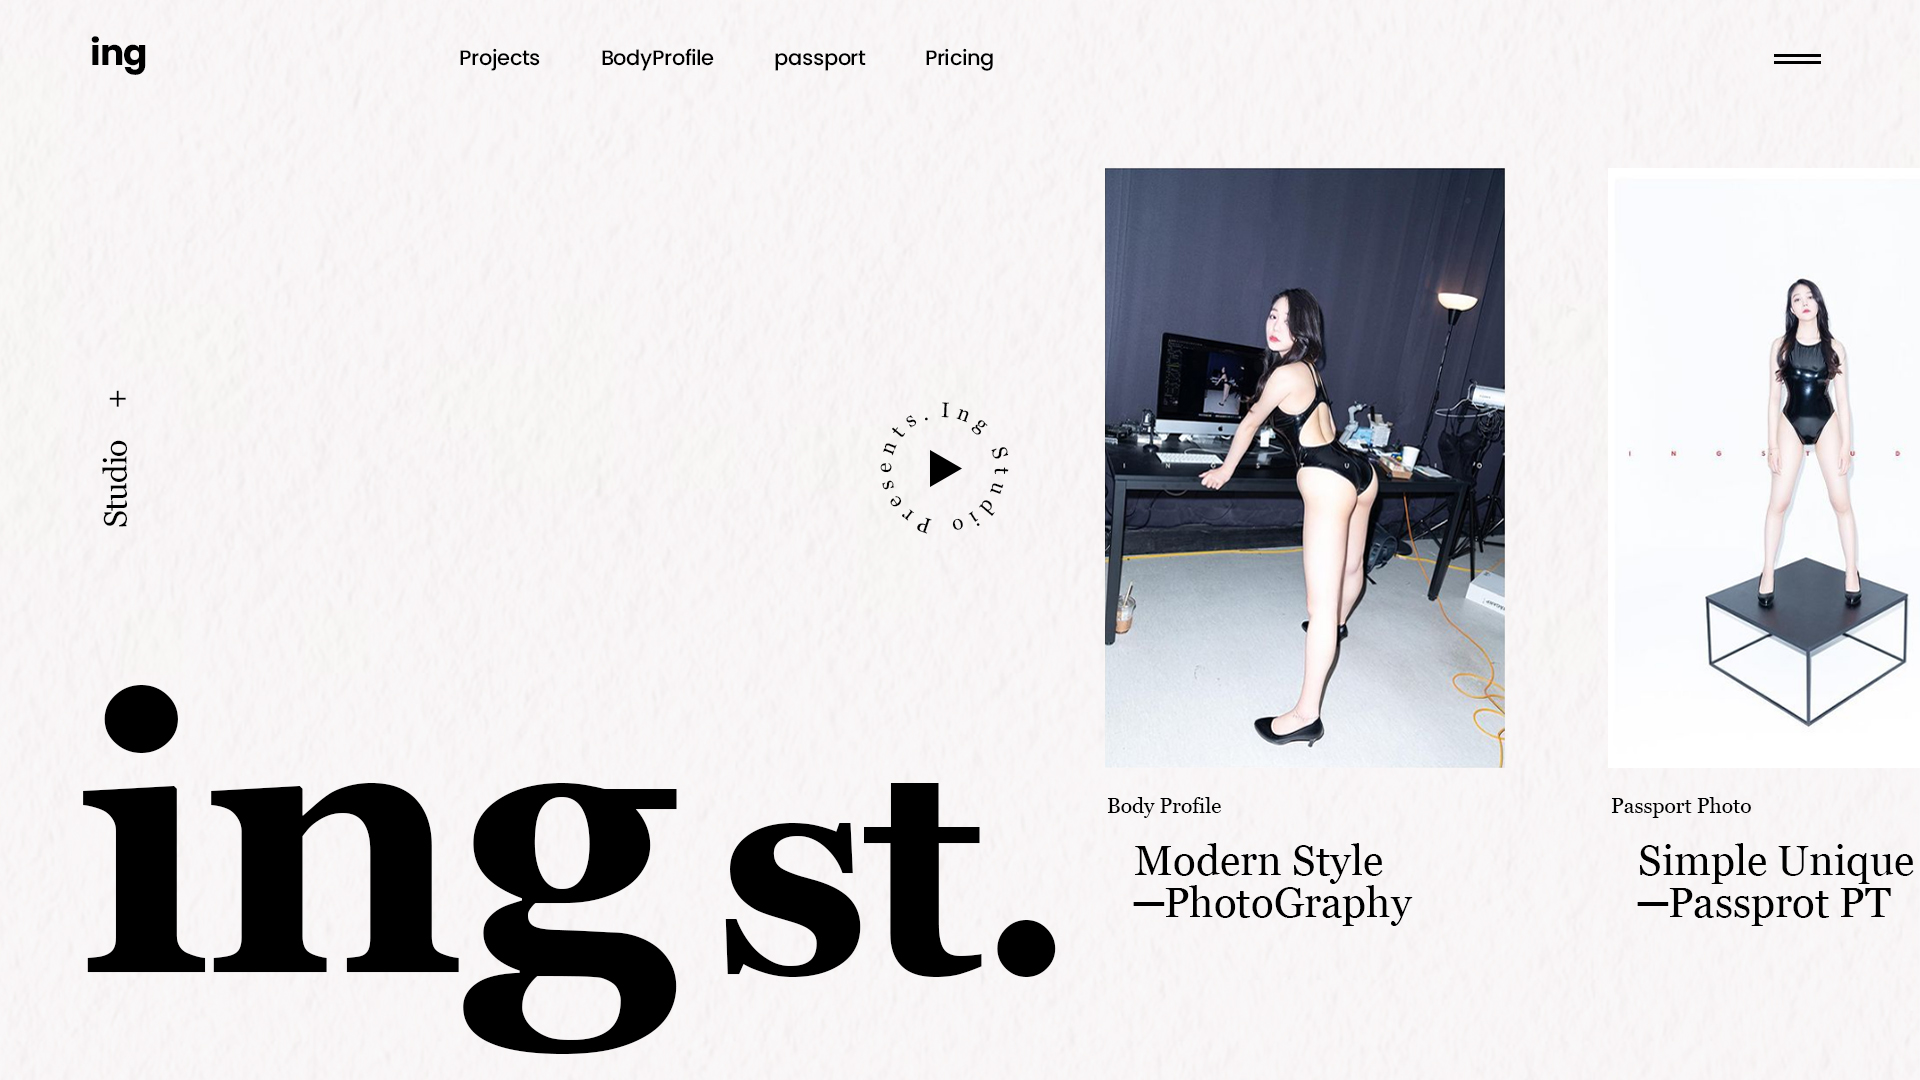 ing
Projects
BodyProfile
passport
Pricing
Studio +
Ing Studio Presents.
ing st.
I N G S T U D I O
Body Profile
Modern Style
—PhotoGraphy
I N G S T U D
Passport Photo
Simple Unique
—Passprot PT